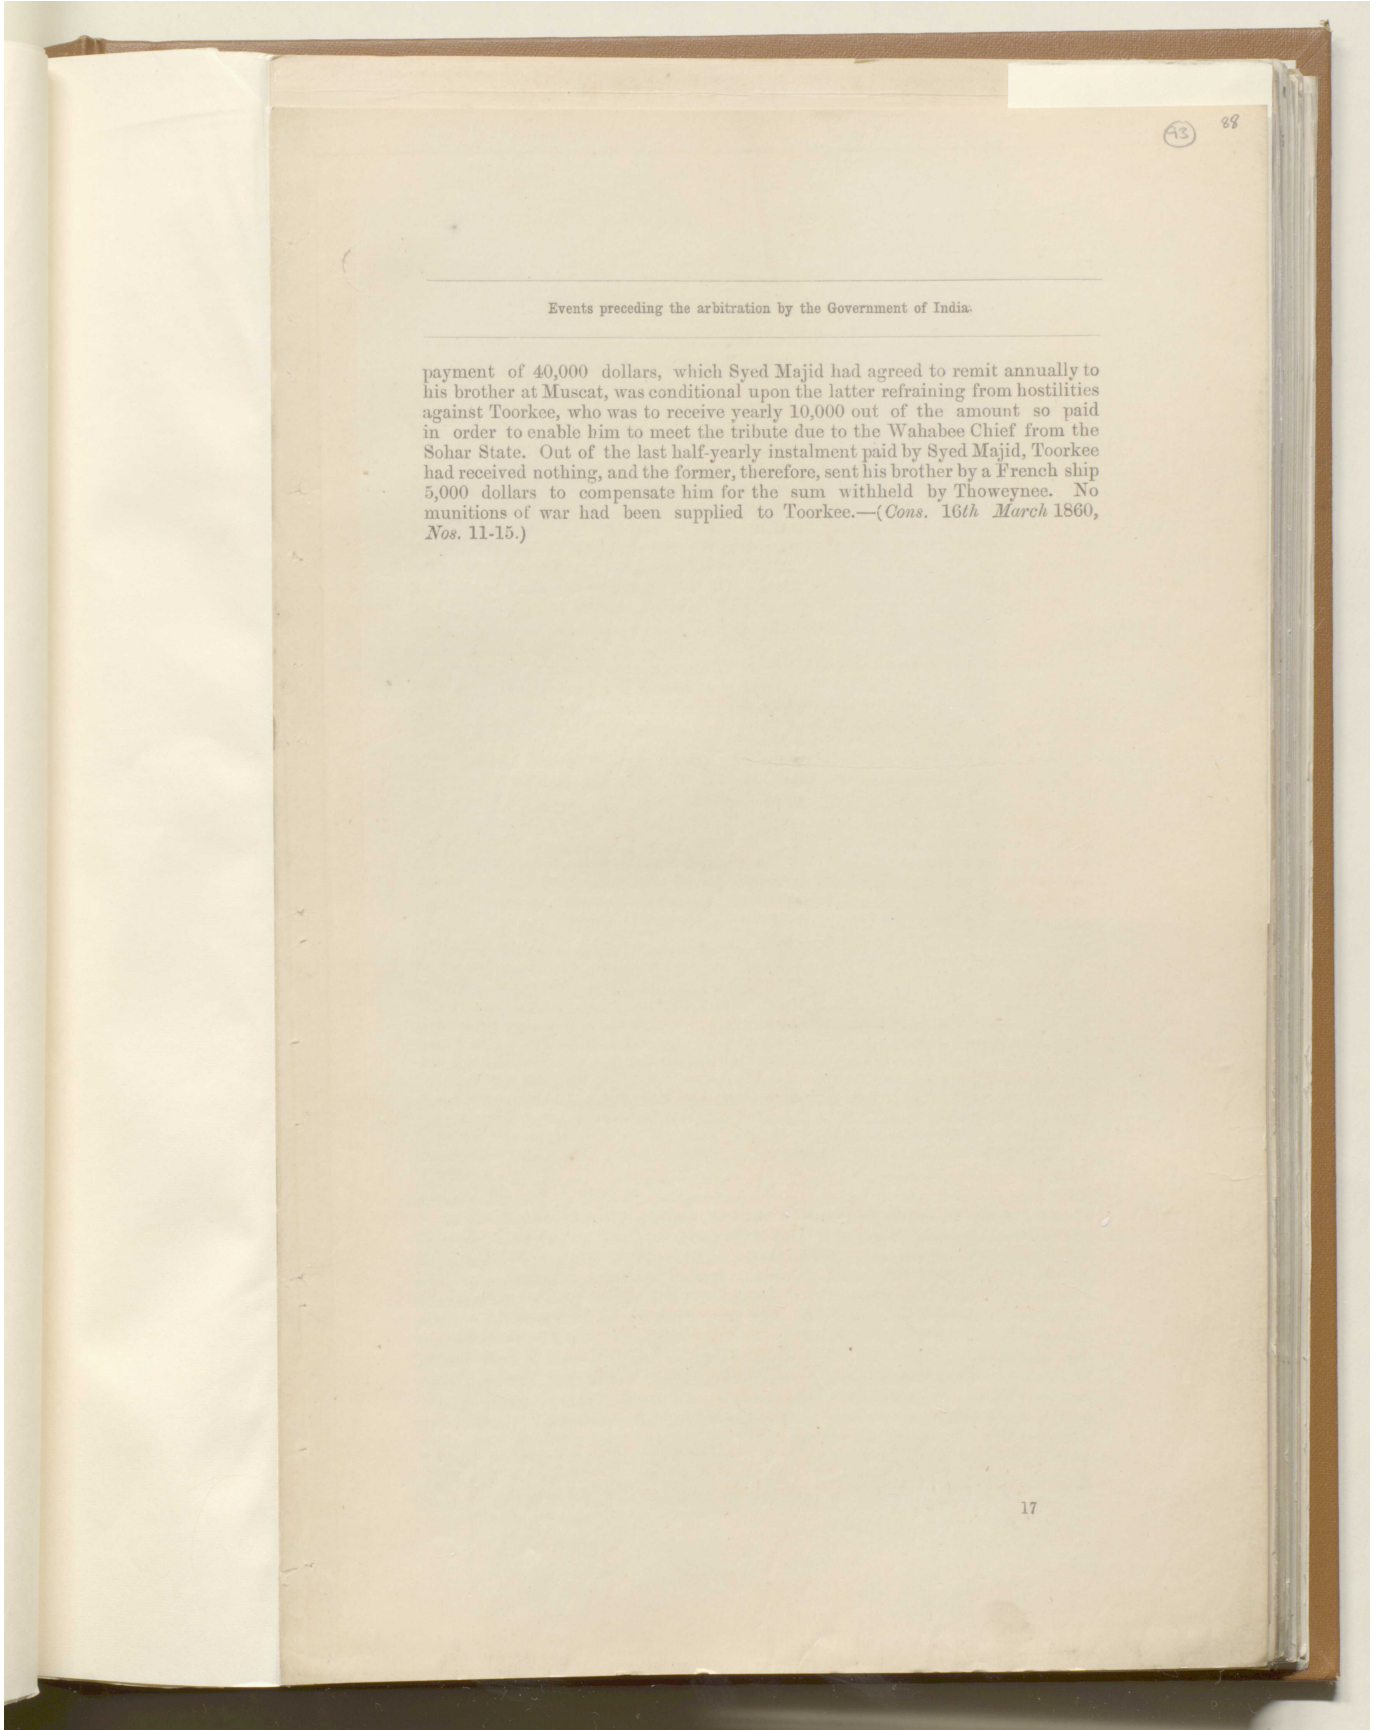 93 88
Events preceding the arbitration by the Government of India.
payment of 40,000 dollars, which Syed Majid had agreed to remit annually to
his brother at Muscat, was conditional upon the latter refraining from hostilities
against Toorkee, who was to receive yearly 10,000 out of the amount so paid
in order to enable him to meet the tribute due to the Wahabee Chief from the
Sohar State. Out of the last half-yearly instalment paid by Syed Majid, Toorkee
had received nothing, and the former, therefore, sent his brother by a French ship
5,000 dollars to compensate him for the sum withheld by Thoweynee. No
munitions of war had been supplied to Toorkee.—(Cons. 16th March 1860,
Nos. 11-15.)
17